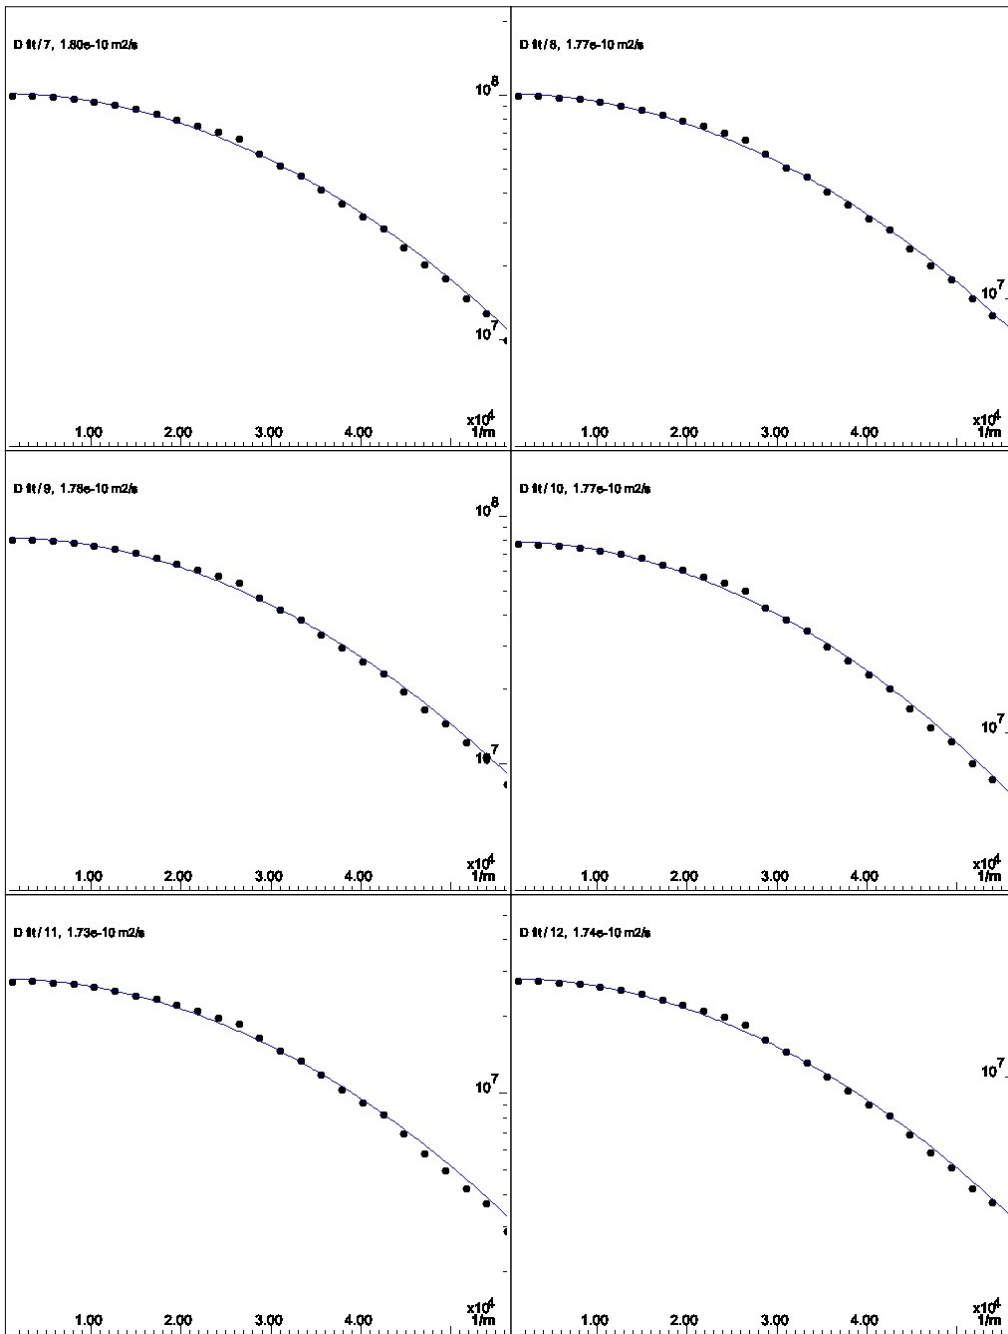 D fit / 7, 1.80e-10 m2/s
10^8
10^7
x10^4
1.00 2.00 3.00 4.00 1/m
D fit / 8, 1.77e-10 m2/s
10^8
10^7
x10^4
1.00 2.00 3.00 4.00 1/m
D fit / 9, 1.78e-10 m2/s
10^8
10^7
x10^4
1.00 2.00 3.00 4.00 1/m
D fit / 10, 1.77e-10 m2/s
10^7
x10^4
1.00 2.00 3.00 4.00 1/m
D fit / 11, 1.73e-10 m2/s
10^7
x10^4
1.00 2.00 3.00 4.00 1/m
D fit / 12, 1.74e-10 m2/s
10^7
x10^4
1.00 2.00 3.00 4.00 1/m